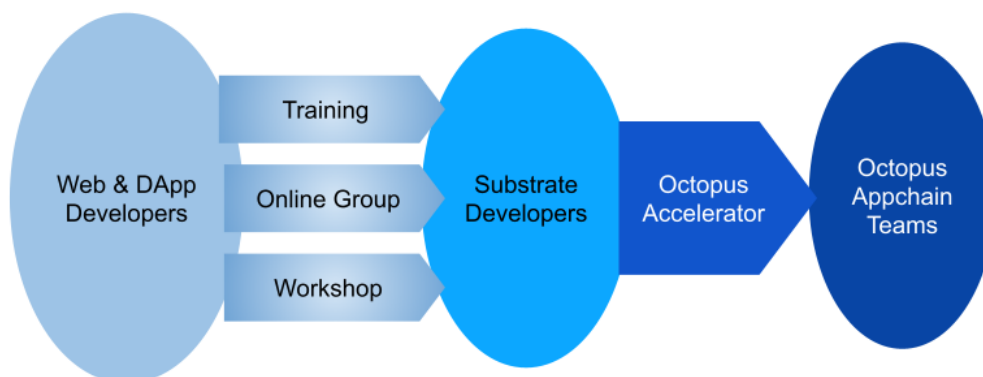 Web & DApp
Developers
Training
Online Group
Workshop
Substrate
Developers
Octopus
Accelerator
Octopus
Appchain
Teams